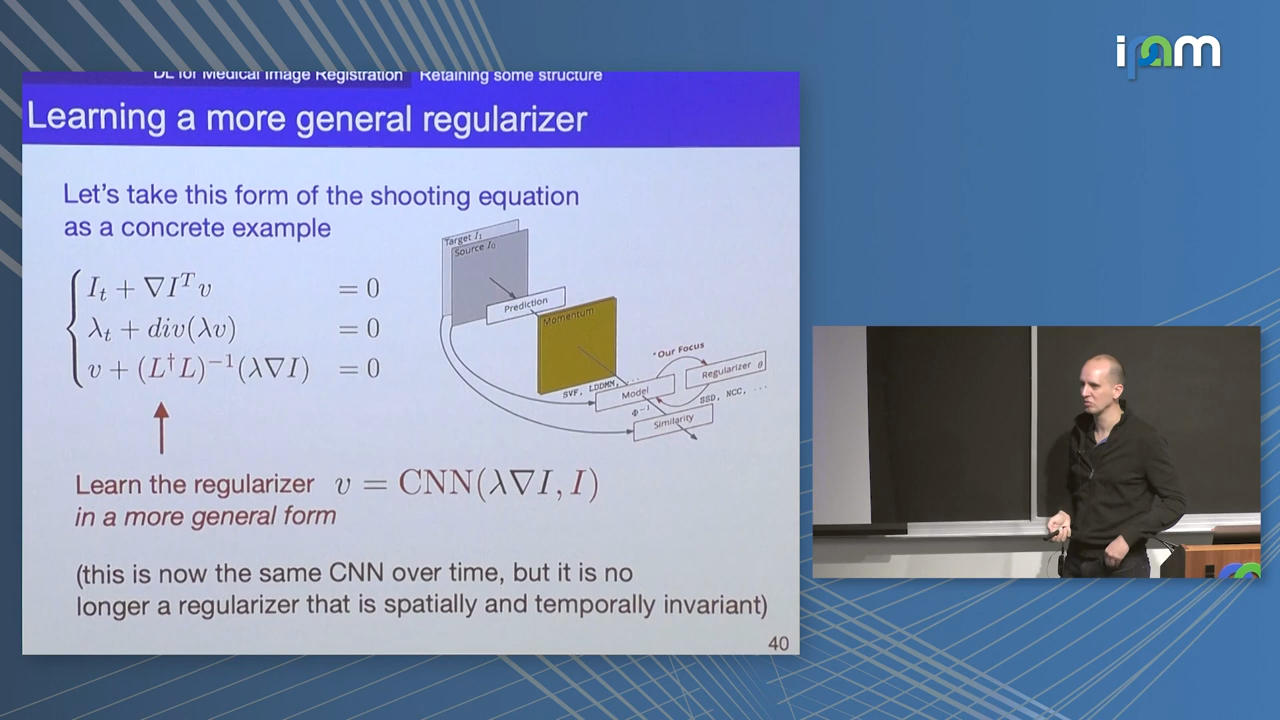 ipam
DL for Medical Image Registration Retaining some structure
Learning a more general regularizer
Let's take this form of the shooting equation
as a concrete example
I_t + ∇I^T v = 0
λ_t + div(λv) = 0
v + (L†L)^{-1}(λ∇I) = 0
Target I_1
Source I_0
Prediction
Momentum
*Our Focus
Regularizer θ
SVF, LDDMM, ...
Model
SSD, NCC, ...
Φ^{-1}
Similarity
Learn the regularizer v = CNN(λ∇I, I)
in a more general form
(this is now the same CNN over time, but it is no
longer a regularizer that is spatially and temporally invariant)
40